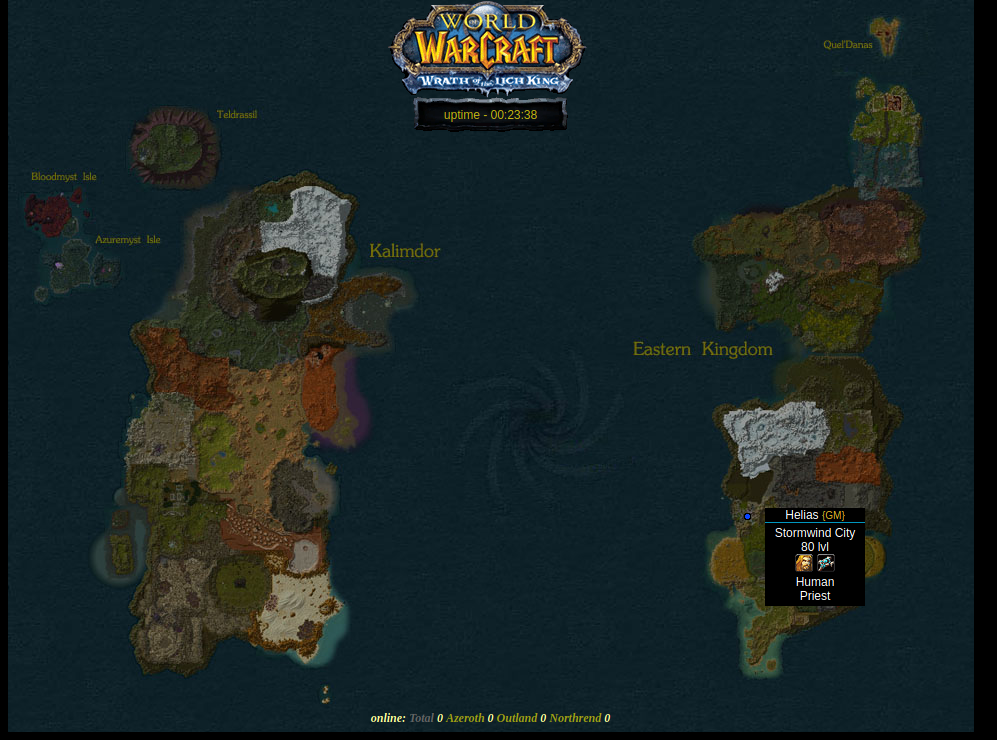 WORLD
WARCRAFT
WRATH of the LICH KING
uptime - 00:23:38
Quel'Danas
Teldrassil
Bloodmyst Isle
Azuremyst Isle
Kalimdor
Eastern Kingdom
Helias {GM}
Stormwind City
80 lvl
Human
Priest
online: Total 0 Azeroth 0 Outland 0 Northrend 0